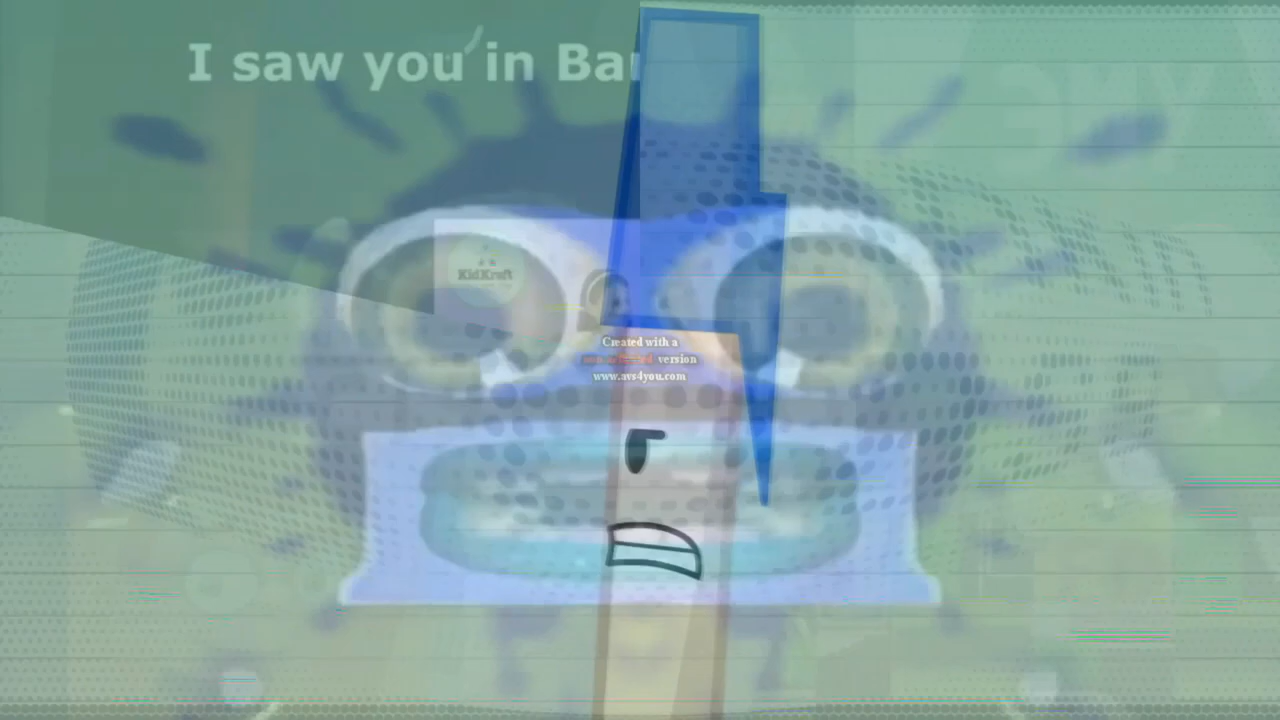 I saw you in Ba
KidKraft
Created with a
version
www.avs4you.com